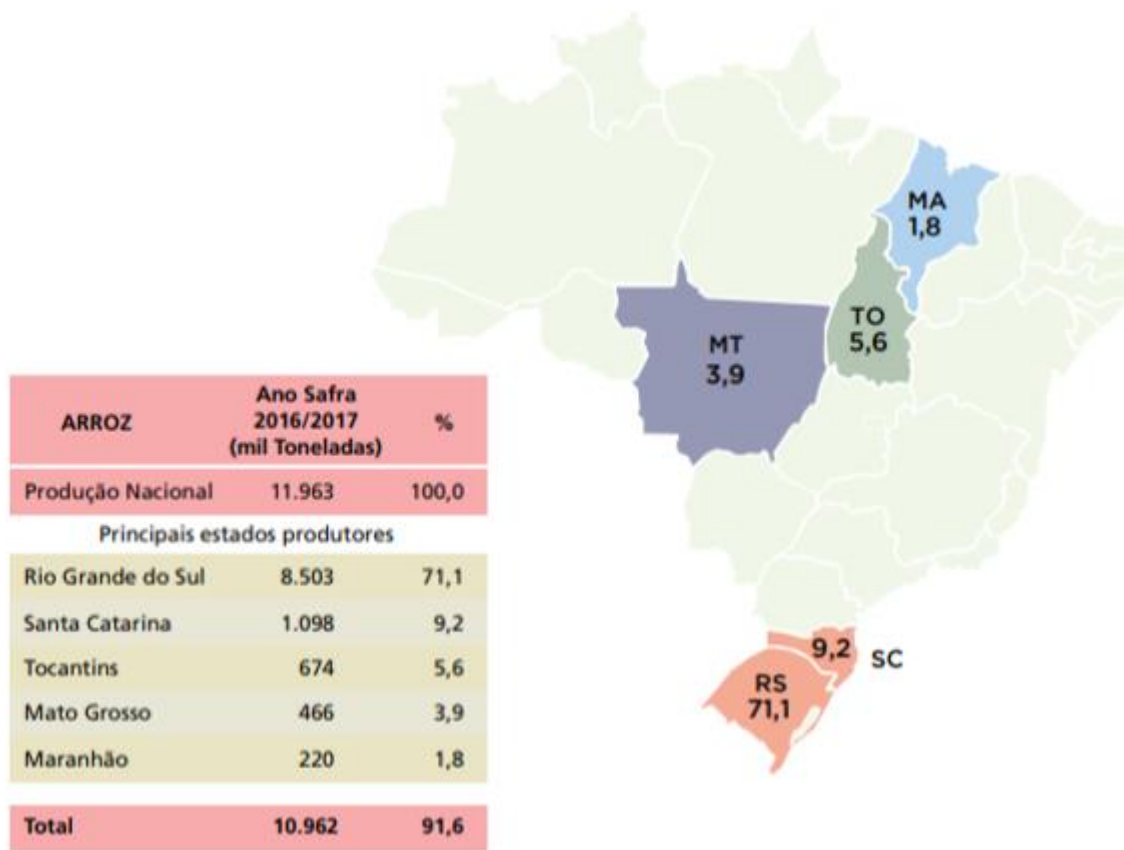 ARROZ Ano Safra 2016/2017 (mil Toneladas) %
Produção Nacional 11.963 100,0
Principais estados produtores
Rio Grande do Sul 8.503 71,1
Santa Catarina 1.098 9,2
Tocantins 674 5,6
Mato Grosso 466 3,9
Maranhão 220 1,8
Total 10.962 91,6
MA
1,8
TO
5,6
MT
3,9
9,2 SC
RS
71,1